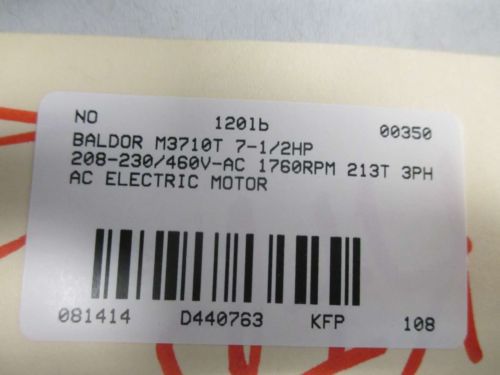 NO 120lb 00350
BALDOR M3710T 7-1/2HP
208-230/460V-AC 1760RPM 213T 3PH
AC ELECTRIC MOTOR
081414 D440763 KFP 108